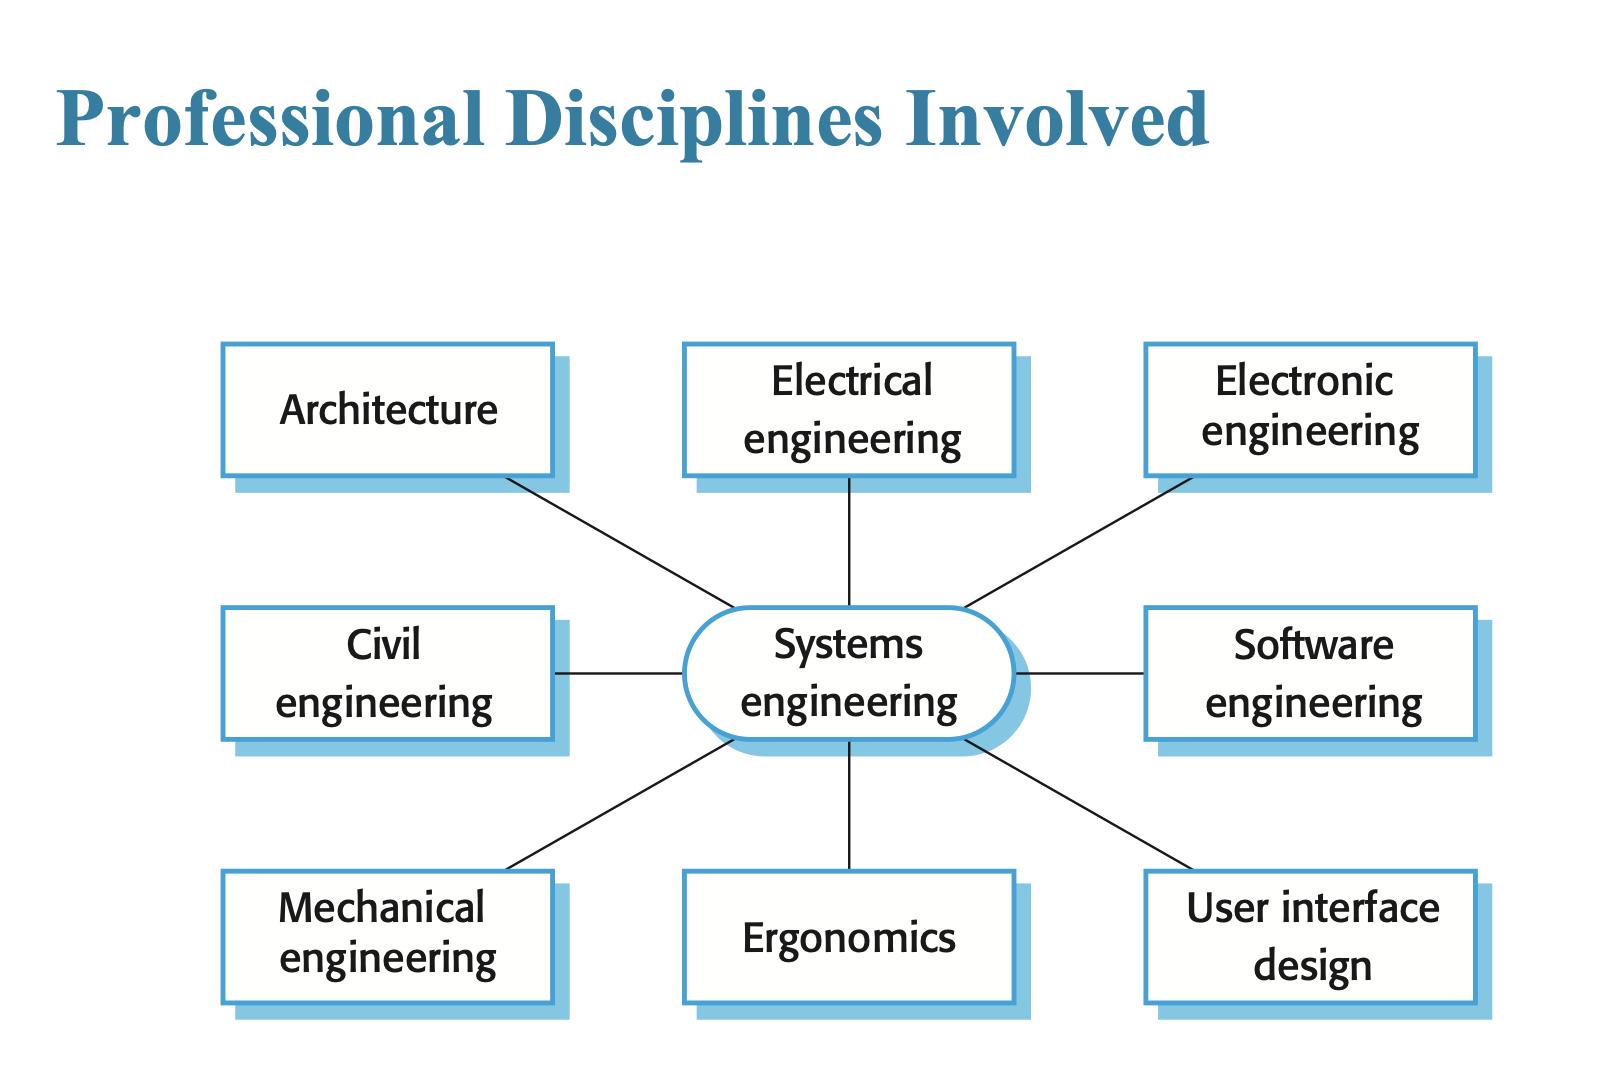 Professional Disciplines Involved
Architecture
Electrical
engineering
Electronic
engineering
Civil
engineering
Systems
engineering
Software
engineering
Mechanical
engineering
Ergonomics
User interface
design